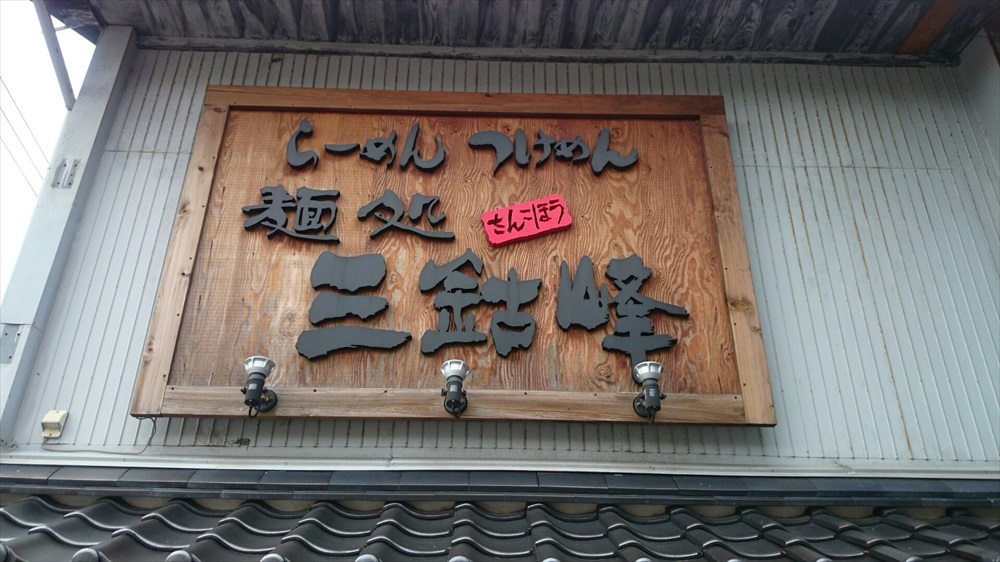 らーめん つけめん
麺処
さんこほう
三鈷峰